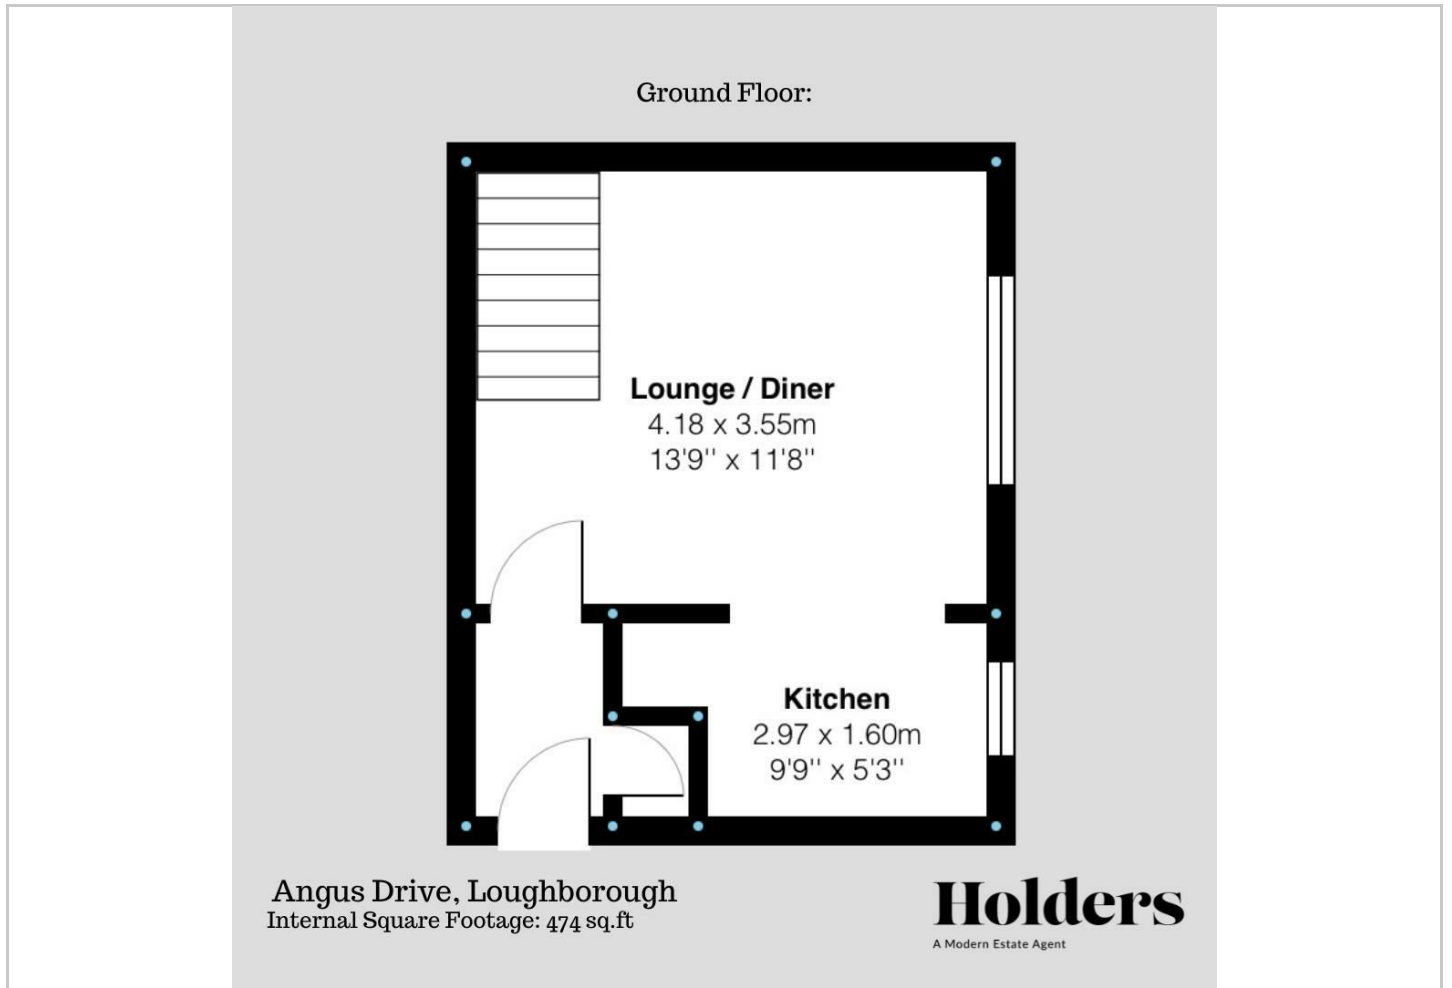 Ground Floor:
Lounge / Diner
4.18 x 3.55m
13'9'' x 11'8''
Kitchen
2.97 x 1.60m
9'9'' x 5'3''
Angus Drive, Loughborough
Internal Square Footage: 474 sq.ft
Holders
A Modern Estate Agent